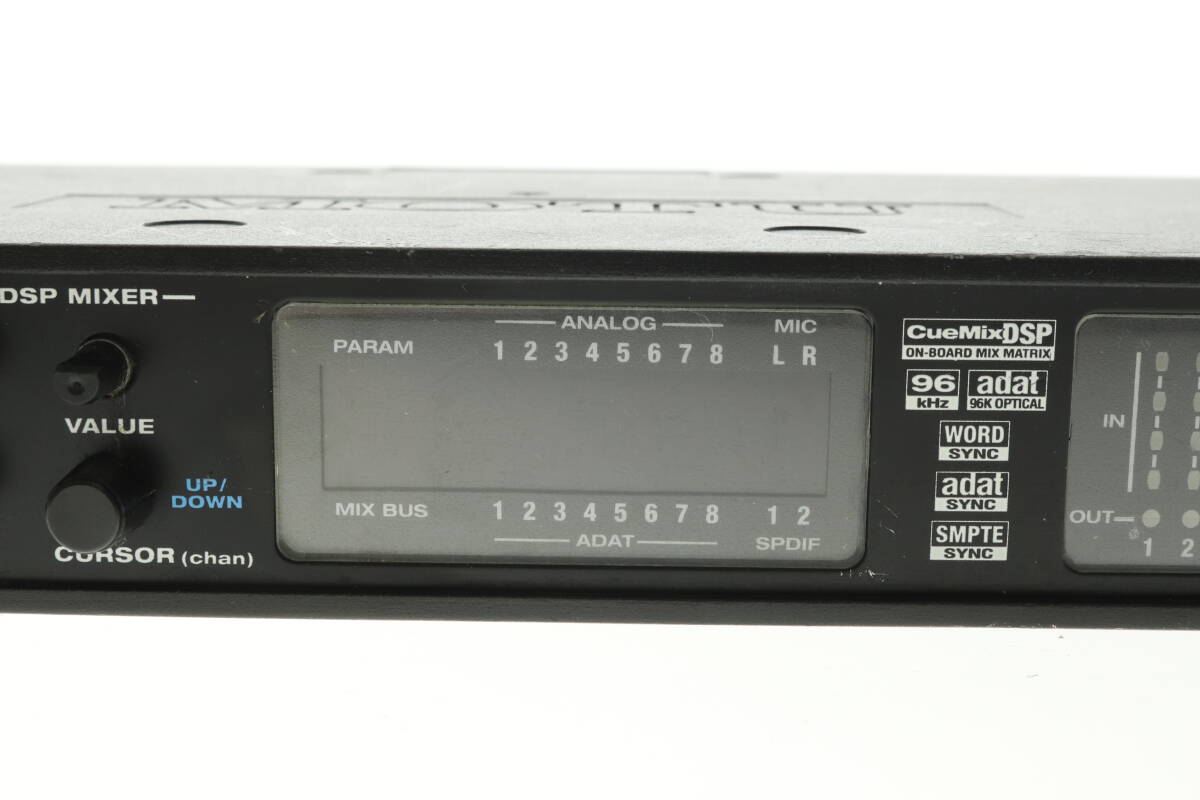 MOTU
DSP MIXER
VALUE
UP/
DOWN
CURSOR (chan)
ANALOG
MIC
PARAM
1 2 3 4 5 6 7 8
L R
MIX BUS
1 2 3 4 5 6 7 8
1 2
ADAT
SPDIF
CueMixDSP
ON-BOARD MIX MATRIX
96
kHz
adat
96K OPTICAL
WORD
SYNC
adat
SYNC
SMPTE
SYNC
IN
OUT
1 2